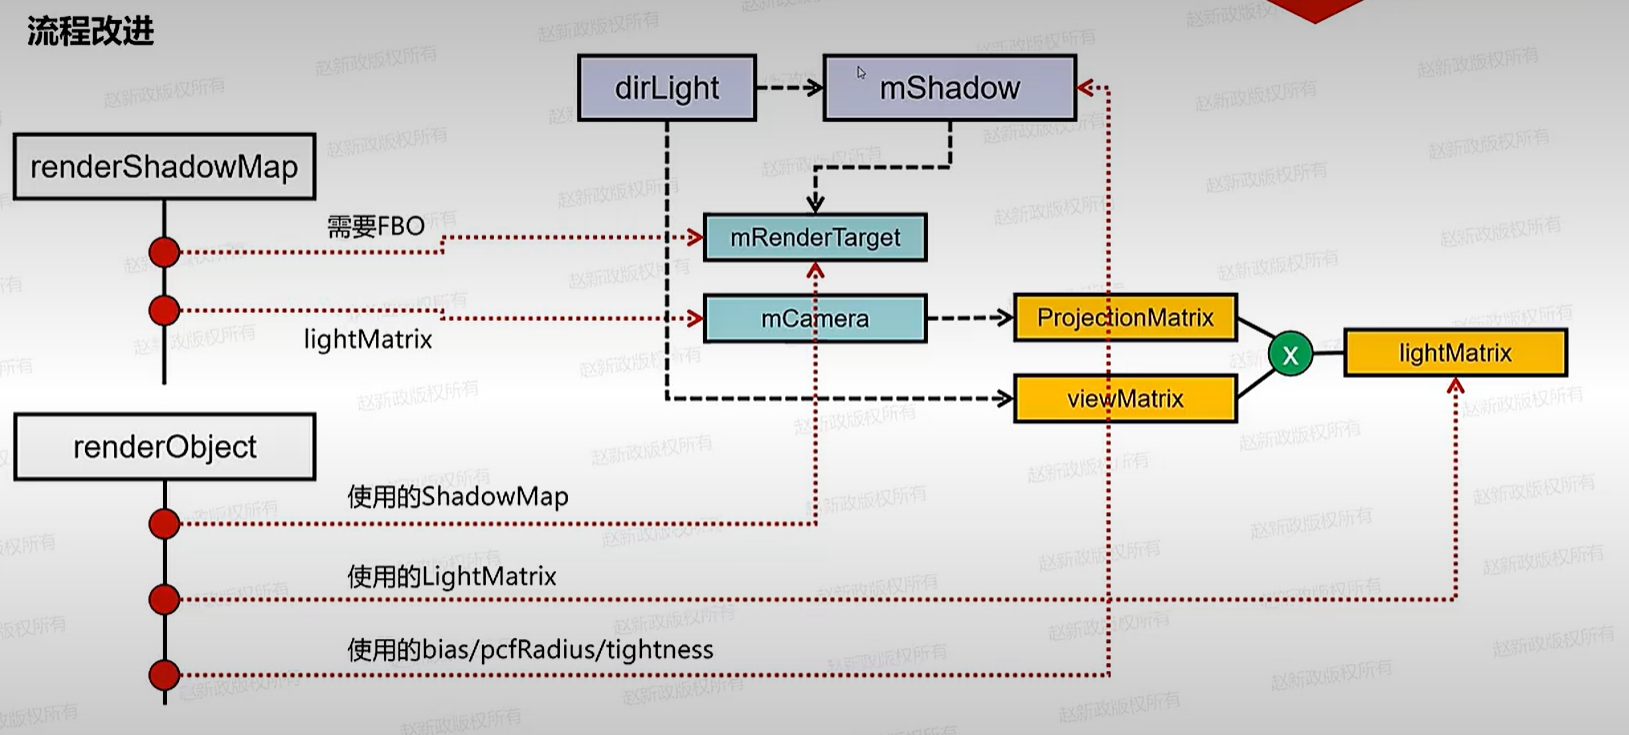 流程改进
dirLight
mShadow
renderShadowMap
需要FBO
mRenderTarget
lightMatrix
mCamera
ProjectionMatrix
X
lightMatrix
viewMatrix
renderObject
使用的ShadowMap
使用的LightMatrix
使用的bias/pcfRadius/tightness
赵新政版权所有